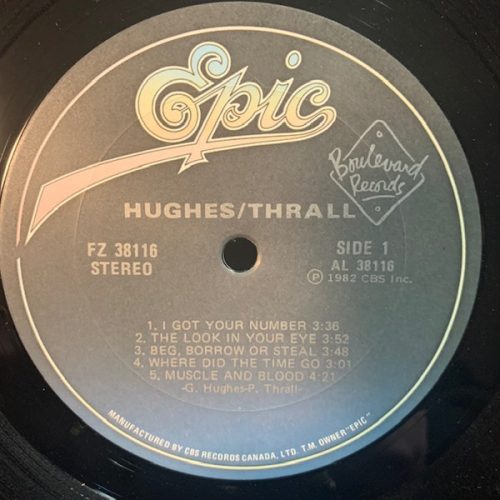 Epic
Boulevard
Records
HUGHES/THRALL
FZ 38116
STEREO
SIDE 1
AL 38116
Ⓟ 1982 CBS Inc.
1. I GOT YOUR NUMBER 3:36
2. THE LOOK IN YOUR EYE 3:52
3. BEG, BORROW OR STEAL 3:48
4. WHERE DID THE TIME GO 3:01
5. MUSCLE AND BLOOD 4:21
-G. Hughes-P. Thrall-
MANUFACTURED BY CBS RECORDS CANADA, LTD. T.M. OWNER "EPIC"